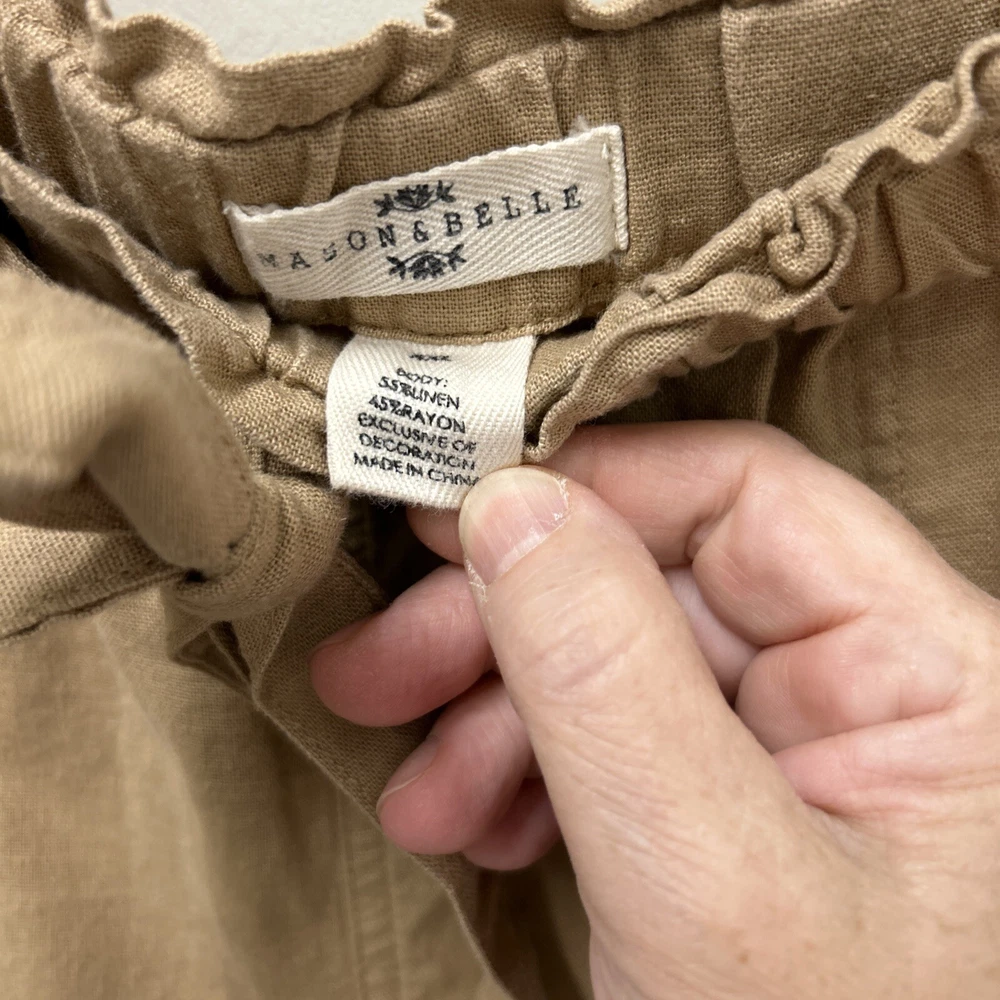 MASON & BELLE
BODY:
55%LINEN
45%RAYON
EXCLUSIVE OF
DECORATION
MADE IN CHINA